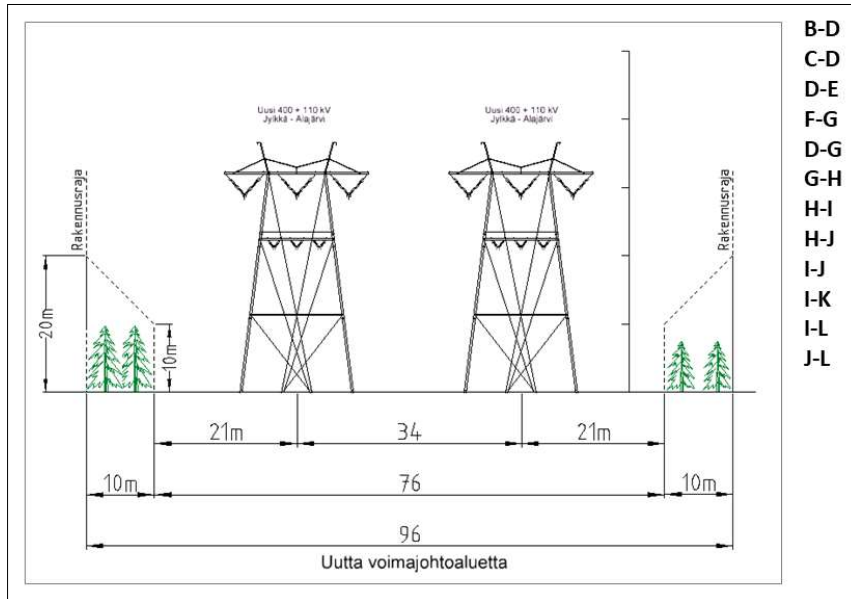 Uusi 400 + 110 kV
Jylkkä - Alajärvi
Uusi 400 + 110 kV
Jylkkä - Alajärvi
Rakennusraja
Rakennusraja
20m
10m
21m
34
21m
10m
76
10m
96
Uutta voimajohtoaluetta
B-D
C-D
D-E
F-G
D-G
G-H
H-I
H-J
I-J
I-K
I-L
J-L